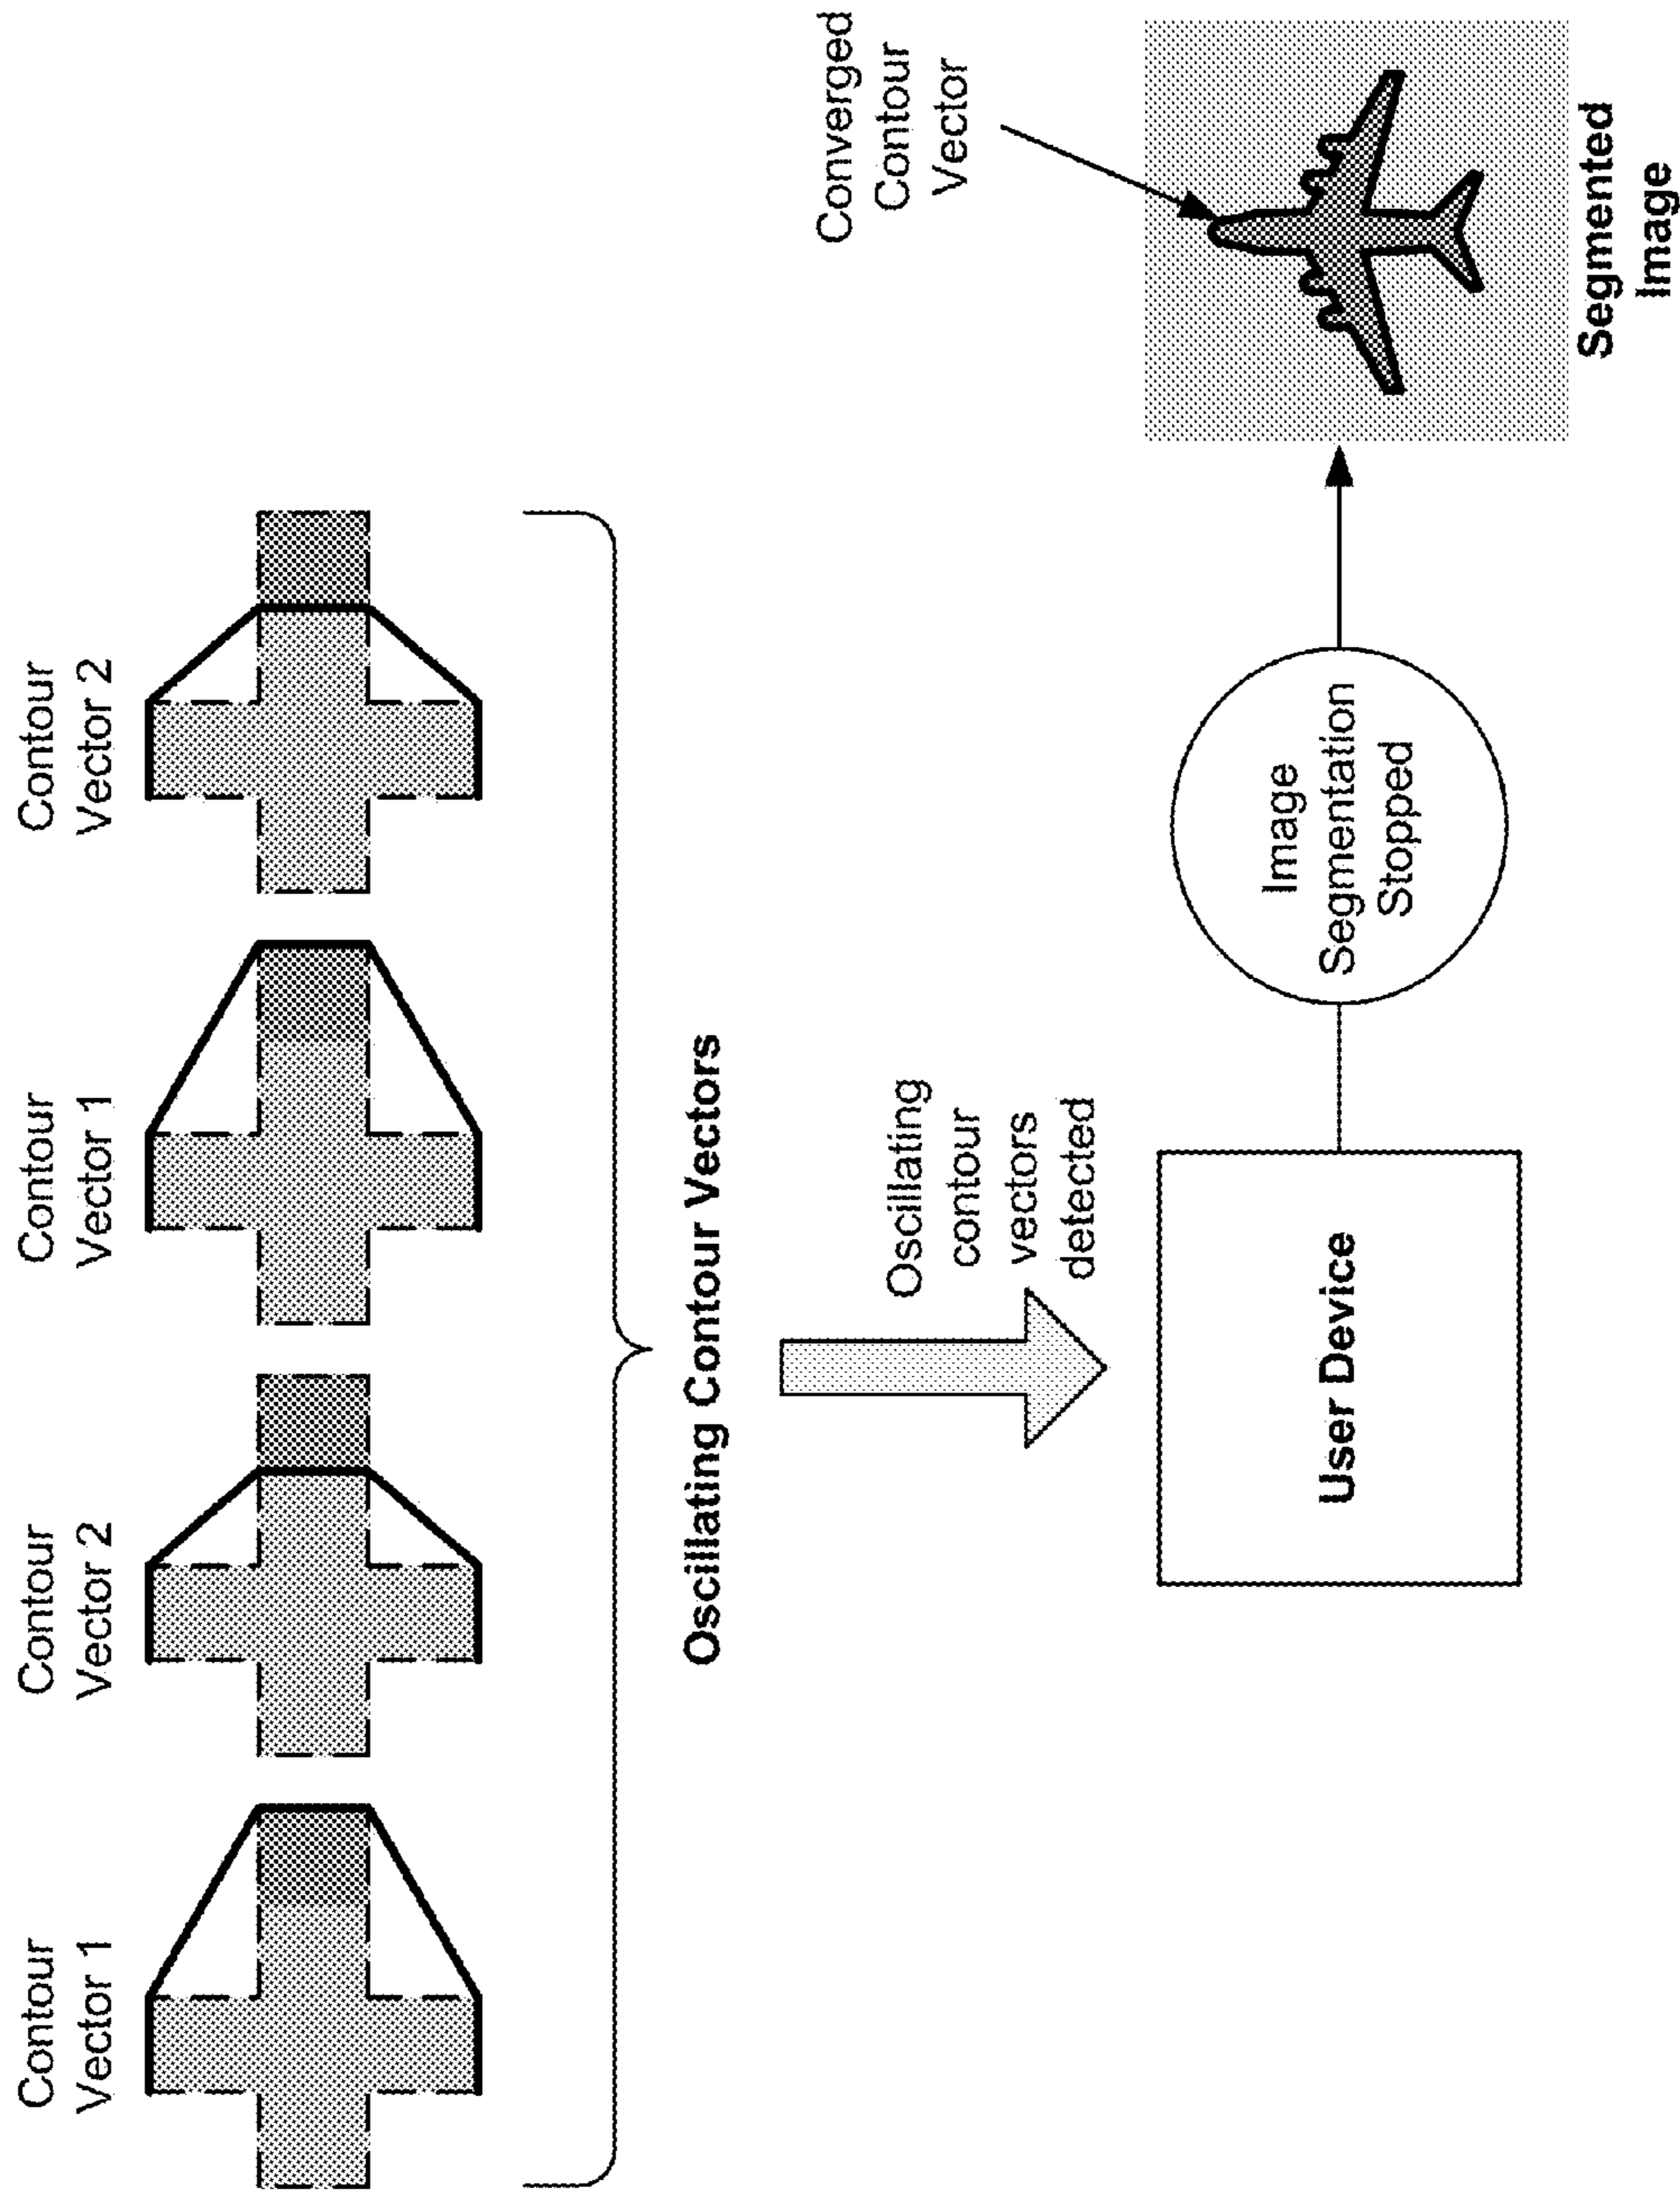 Contour
Vector 1
Contour
Vector 2
Contour
Vector 1
Contour
Vector 2
Oscillating Contour Vectors
Oscillating
contour
vectors
detected
User Device
Image
Segmentation
Stopped
Converged
Contour
Vector
Segmented
Image